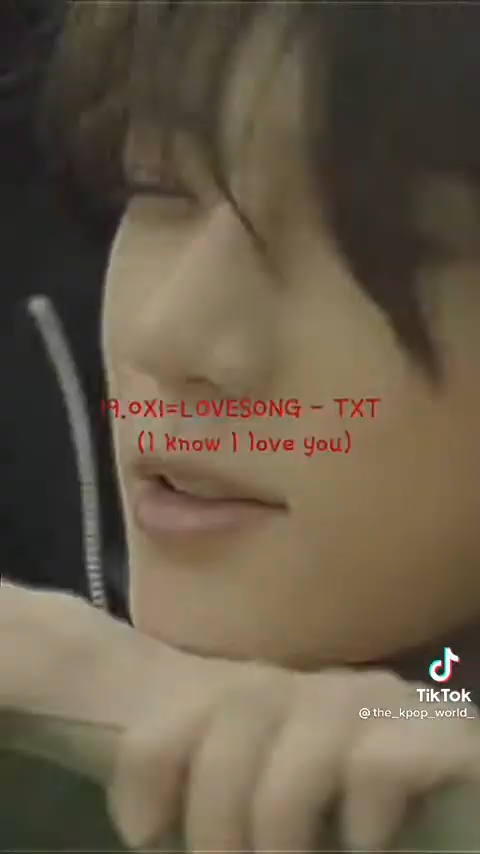 19.0X1=LOVESONG - TXT
(I know I love you)
TikTok
@the_kpop_world_